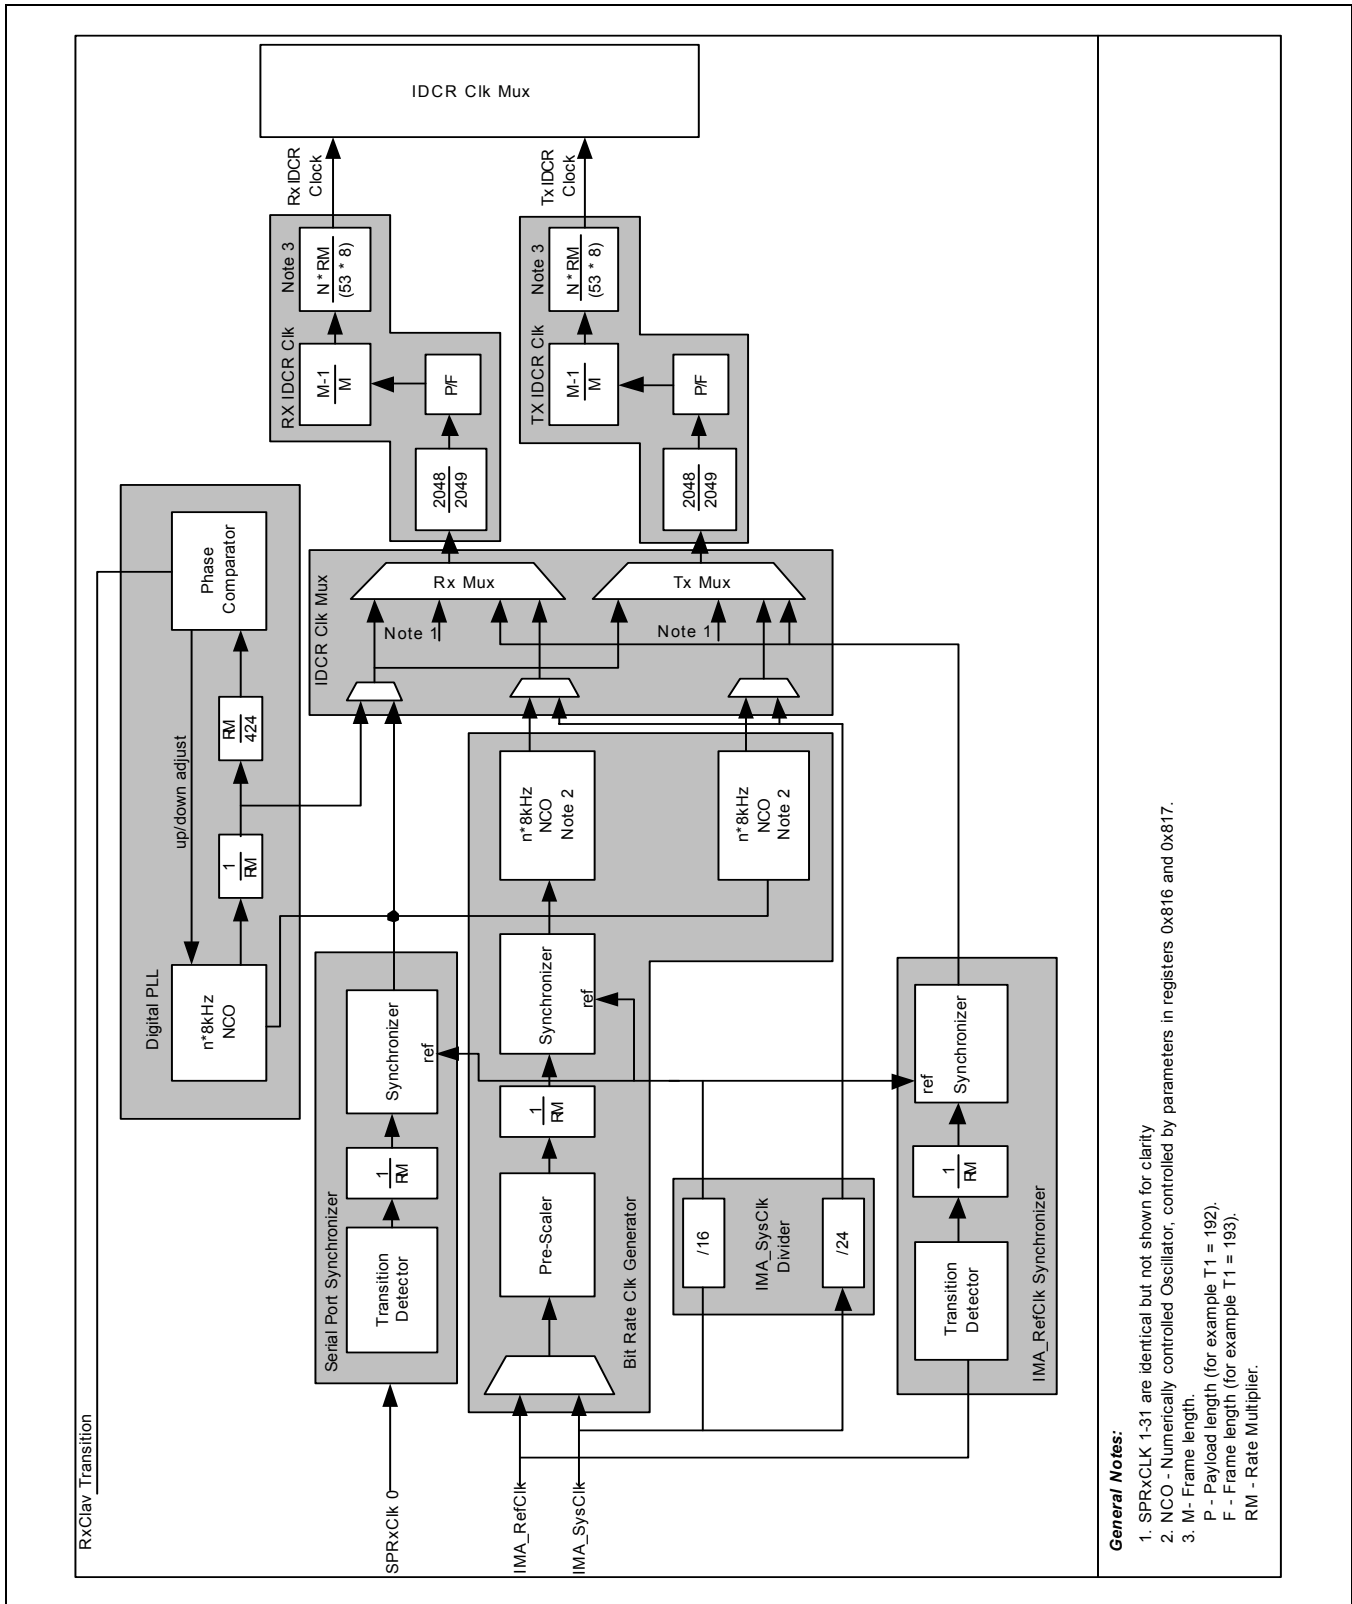 RxClav Transition
Digital PLL
n*8kHz
NCO
up/down adjust
1
RM
RM
424
Phase
Comparator
SPRxClk 0
Serial Port Synchronizer
Transition
Detector
1
RM
Synchronizer
ref
IMA_RefClk
IMA_SysClk
Bit Rate Clk Generator
Pre-Scaler
1
RM
Synchronizer
ref
n*8kHz
NCO
Note 2
n*8kHz
NCO
Note 2
IMA_SysClk
Divider
/16
/24
IMA_RefClk Synchronizer
Transition
Detector
1
RM
Synchronizer
ref
IDCR Clk Mux
Note 1
Rx Mux
Note 1
Tx Mux
RX IDCR Clk
Note 3
2048
2049
P/F
M-1
M
N*RM
(53 * 8)
Rx IDCR
Clock
TX IDCR Clk
Note 3
2048
2049
P/F
M-1
M
N*RM
(53 * 8)
Tx IDCR
Clock
IDCR Clk Mux
General Notes:
1. SPRxCLK 1-31 are identical but not shown for clarity
2. NCO - Numerically controlled Oscillator, controlled by parameters in registers 0x816 and 0x817.
3. M- Frame length.
P - Payload length (for example T1 = 192).
F - Frame length (for example T1 = 193).
RM - Rate Multiplier.